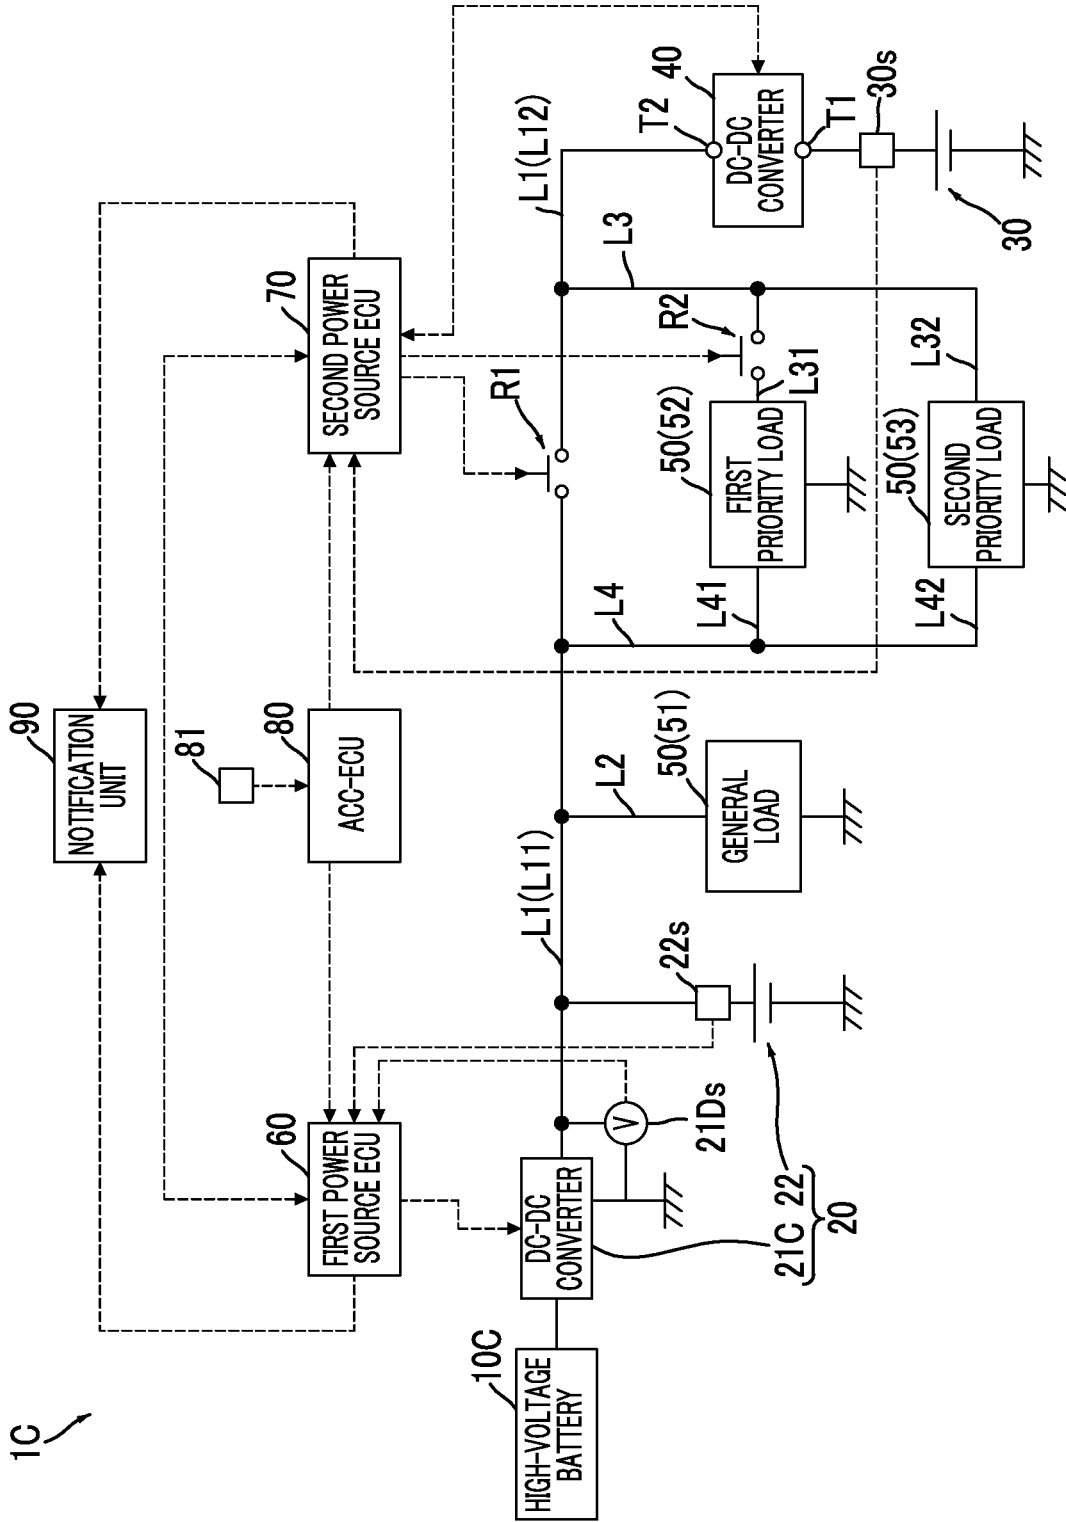 1C
90
NOTIFICATION
UNIT
81
60
FIRST POWER
SOURCE ECU
80
ACC-ECU
70
SECOND POWER
SOURCE ECU
10C
HIGH-VOLTAGE
BATTERY
DC-DC
CONVERTER
V
21Ds
22s
L1(L11)
L2
L4
R1
L3
L1(L12)
T2
40
DC-DC
CONVERTER
T1
30s
30
21C
22
20
50(51)
GENERAL
LOAD
L41
50(52)
FIRST
PRIORITY LOAD
L31
R2
L42
50(53)
SECOND
PRIORITY LOAD
L32